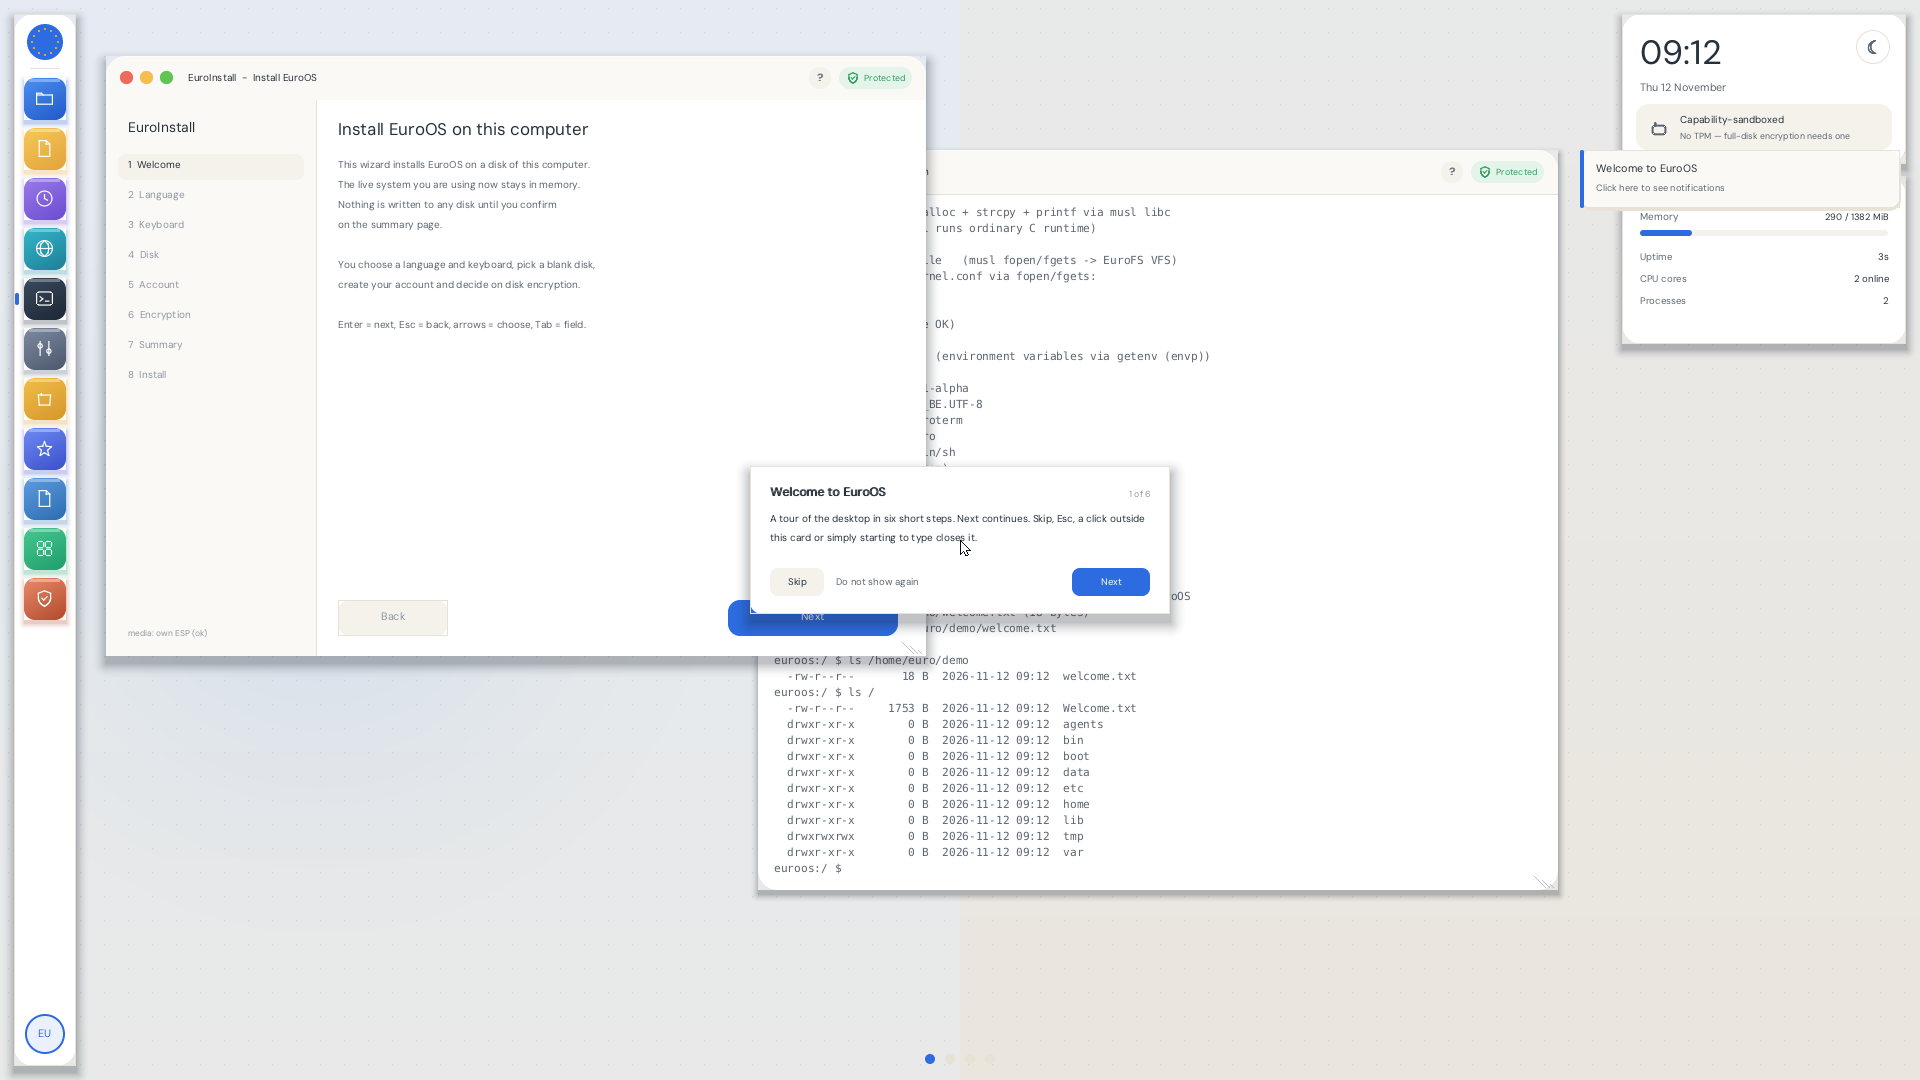 EuroInstall - Install EuroOS
?
Protected
EuroInstall
1 Welcome
2 Language
3 Keyboard
4 Disk
5 Account
6 Encryption
7 Summary
8 Install
media: own ESP (ok)
Install EuroOS on this computer
This wizard installs EuroOS on a disk of this computer.
The live system you are using now stays in memory.
Nothing is written to any disk until you confirm
on the summary page.
You choose a language and keyboard, pick a blank disk,
create your account and decide on disk encryption.
Enter = next, Esc = back, arrows = choose, Tab = field.
Back
Next
Welcome to EuroOS
1 of 6
A tour of the desktop in six short steps. Next continues. Skip, Esc, a click outside
this card or simply starting to type closes it.
Skip
Do not show again
Next
?
Protected
alloc + strcpy + printf via musl libc
runs ordinary C runtime)
(musl fopen/fgets -> EuroFS VFS)
nel.conf via fopen/fgets:
OK)
(environment variables via getenv (envp))
-alpha
BE.UTF-8
roterm
ro
in/sh
oOS
uro/demo/welcome.txt
euroos:/ $ ls /home/euro/demo
-rw-r--r-- 18 B 2026-11-12 09:12 welcome.txt
euroos:/ $ ls /
-rw-r--r-- 1753 B 2026-11-12 09:12 Welcome.txt
drwxr-xr-x 0 B 2026-11-12 09:12 agents
drwxr-xr-x 0 B 2026-11-12 09:12 bin
drwxr-xr-x 0 B 2026-11-12 09:12 boot
drwxr-xr-x 0 B 2026-11-12 09:12 data
drwxr-xr-x 0 B 2026-11-12 09:12 etc
drwxr-xr-x 0 B 2026-11-12 09:12 home
drwxr-xr-x 0 B 2026-11-12 09:12 lib
drwxrwxrwx 0 B 2026-11-12 09:12 tmp
drwxr-xr-x 0 B 2026-11-12 09:12 var
euroos:/ $
09:12
Thu 12 November
Capability-sandboxed
No TPM — full-disk encryption needs one
Welcome to EuroOS
Click here to see notifications
Memory 290 / 1382 MiB
Uptime 3s
CPU cores 2 online
Processes 2
EU